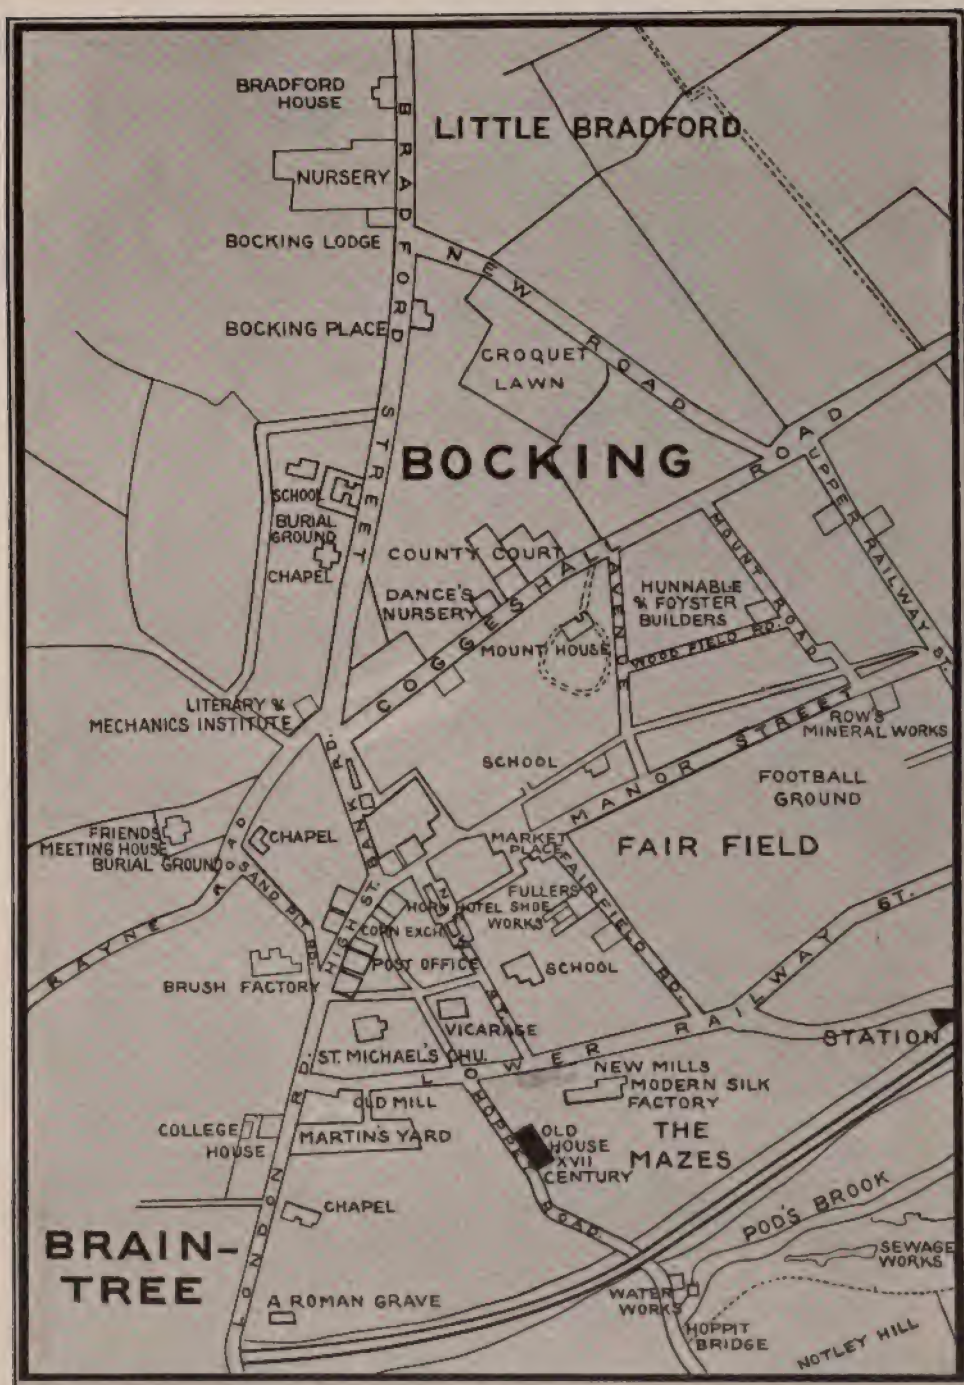 BRADFORD
HOUSE
LITTLE BRADFORD
NURSERY
BRADFORD STREET
BOCKING LODGE
NEW ROAD
BOCKING PLACE
CROQUET
LAWN
BOCKING
SCHOOL
BURIAL
GROUND
CHAPEL
COUNTY COURT
DANCE'S
NURSERY
COGGESHALL ROAD
UPPER RAILWAY ST.
MOUNT ROAD
HUNNABLE
& FOYSTER
BUILDERS
LAVENDE
MOUNT HOUSE
WOOD FIELD RD.
LITERARY &
MECHANICS INSTITUTE
ROW'S
MINERAL WORKS
BANK RD.
SCHOOL
MANOR STREET
FOOTBALL
GROUND
FRIENDS
MEETING HOUSE
BURIAL GROUND
CHAPEL
MARKET
PLACE
FAIR FIELD
RAYNE ROAD
SAND PIT RD.
HIGH ST.
HORN HOTEL
FULLERS
SHOE
WORKS
FAIRFIELD RD.
CORN EXCH.
NEW ST.
POST OFFICE
SCHOOL
BRUSH FACTORY
VICARAGE
ST. MICHAEL'S CHU.
LOWER RAILWAY ST.
STATION
NEW MILLS
MODERN SILK
FACTORY
OLD MILL
MARTIN'S YARD
COLLEGE
HOUSE
OLD
HOUSE
XVII
CENTURY
THE
MAZES
HOPPIT ROAD
LONDON RD.
CHAPEL
POD'S BROOK
BRAIN-
TREE
SEWAGE
WORKS
A ROMAN GRAVE
WATER
WORKS
HOPPIT
BRIDGE
NOTLEY HILL